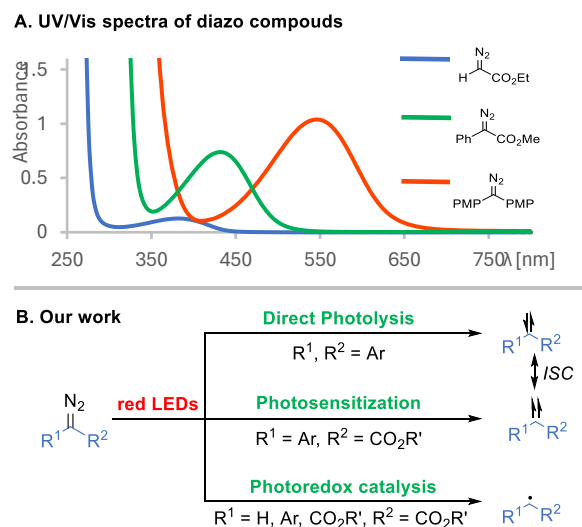 A. UV/Vis spectra of diazo compouds
Absorbance
.5
1
0.5
0
250 350 450 550 650 750 λ [nm]
N2
H CO2Et
N2
Ph CO2Me
N2
PMP PMP
B. Our work
N2
R1 R2
red LEDs
Direct Photolysis
R1, R2 = Ar
R1 R2
ISC
Photosensitization
R1 = Ar, R2 = CO2R'
R1 R2
Photoredox catalysis
R1 = H, Ar, CO2R', R2 = CO2R'
R1 R2